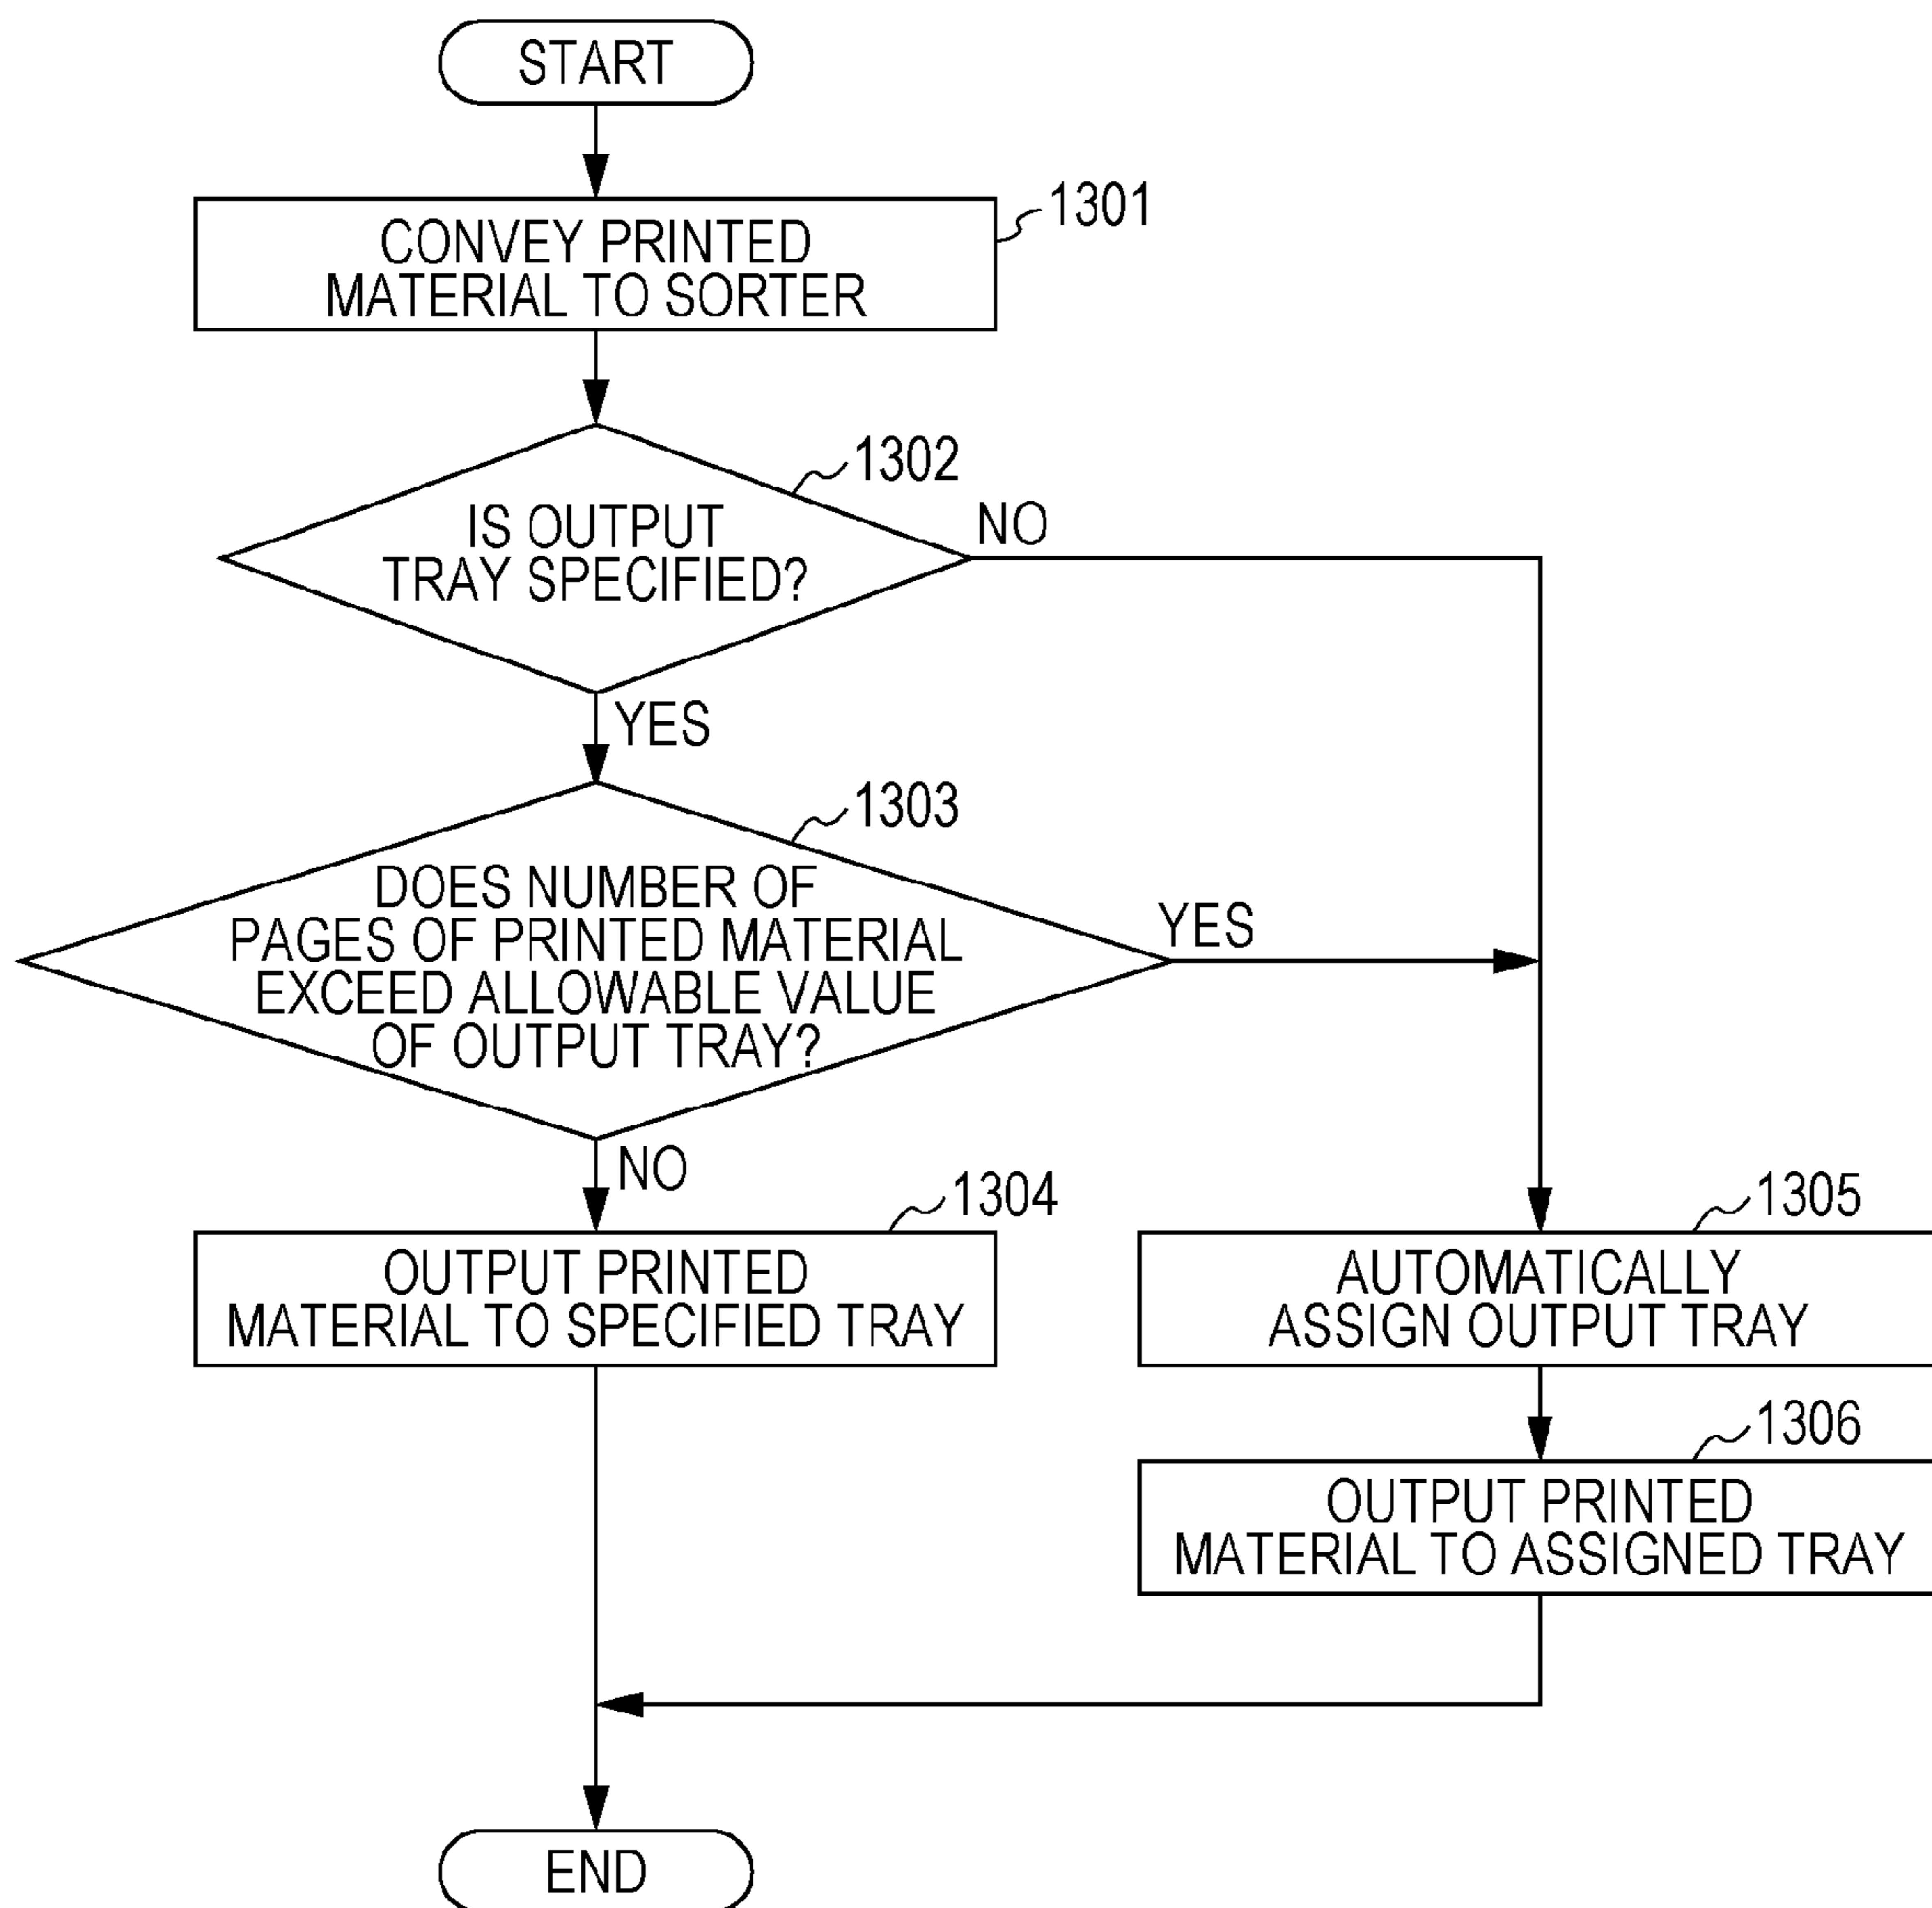 START
1301
CONVEY PRINTED
MATERIAL TO SORTER
1302
IS OUTPUT
TRAY SPECIFIED?
NO
YES
1303
DOES NUMBER OF
PAGES OF PRINTED MATERIAL
EXCEED ALLOWABLE VALUE
OF OUTPUT TRAY?
YES
NO
1304
OUTPUT PRINTED
MATERIAL TO SPECIFIED TRAY
1305
AUTOMATICALLY
ASSIGN OUTPUT TRAY
1306
OUTPUT PRINTED
MATERIAL TO ASSIGNED TRAY
END